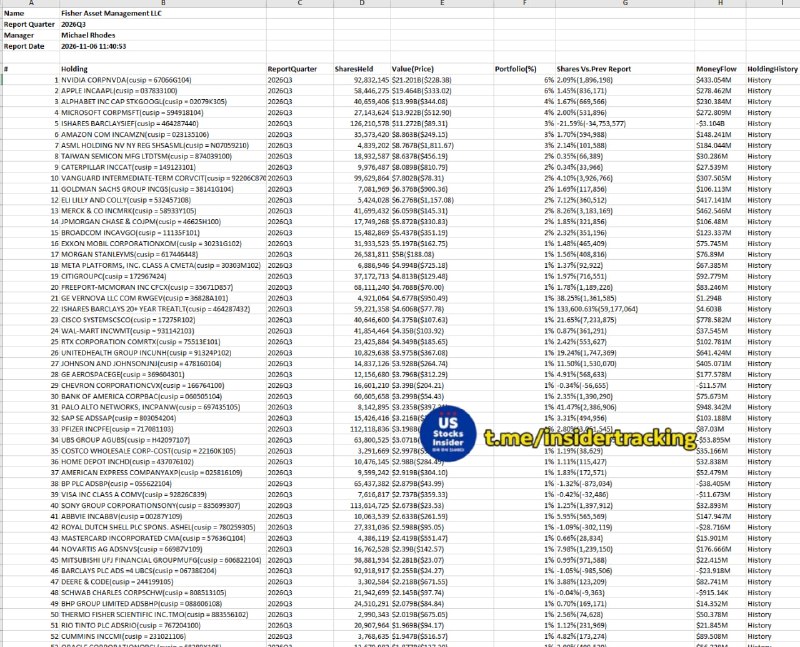 A B C D E F G H I
Name Fisher Asset Management LLC
Report Quarter 2026Q3
Manager Michael Rhodes
Report Date 2026-11-06 11:40:53
# Holding ReportQuarter SharesHeld Value(Price) Portfolio(%) Shares Vs.Prev Report MoneyFlow HoldingHistory
1 NVIDIA CORPNVDA(cusip = 67066G104) 2026Q3 92,832,145 $21.201B($228.38) 6% 2.09%(1,896,198) $433.054M History
2 APPLE INCAAPL(cusip = 037833100) 2026Q3 58,446,275 $19.464B($333.02) 6% 1.45%(836,171) $278.462M History
3 ALPHABET INC CAP STKGOOGL(cusip = 02079K305) 2026Q3 40,659,406 $13.99B($344.08) 4% 1.67%(669,566) $230.384M History
4 MICROSOFT CORPMSFT(cusip = 594918104) 2026Q3 27,143,624 $13.922B($512.90) 4% 2.00%(531,896) $272.809M History
5 ISHARES BARCLAYSIEF(cusip = 464287440) 2026Q3 126,210,578 $11.272B($89.31) 3% -21.59%(-34,753,577) -$3.104B History
6 AMAZON COM INCAMZN(cusip = 023135106) 2026Q3 35,573,420 $8.863B($249.15) 3% 1.70%(594,988) $148.241M History
7 ASML HOLDING NV NY REG SHSASML(cusip = N07059210) 2026Q3 4,839,202 $8.767B($1,811.67) 3% 2.14%(101,588) $184.044M History
8 TAIWAN SEMICON MFG LTDTSM(cusip = 874039100) 2026Q3 18,932,587 $8.637B($456.19) 2% 0.35%(66,389) $30.286M History
9 CATERPILLAR INCCAT(cusip = 149123101) 2026Q3 9,976,487 $8.089B($810.79) 2% 0.34%(33,966) $27.539M History
10 VANGUARD INTERMEDIATE-TERM CORVCIT(cusip = 92206C870 2026Q3 99,629,864 $7.802B($78.31) 2% 4.10%(3,926,766) $307.505M History
11 GOLDMAN SACHS GROUP INCGS(cusip = 38141G104) 2026Q3 7,081,969 $6.376B($900.36) 2% 1.69%(117,856) $106.113M History
12 ELI LILLY AND COLLY(cusip = 532457108) 2026Q3 5,424,028 $6.276B($1,157.08) 2% 7.12%(360,512) $417.141M History
13 MERCK & CO INCMRK(cusip = 58933Y105) 2026Q3 41,699,432 $6.059B($145.31) 2% 8.26%(3,183,169) $462.546M History
14 JPMORGAN CHASE & COJPM(cusip = 46625H100) 2026Q3 17,749,268 $5.872B($330.83) 2% 1.85%(321,856) $106.48M History
15 BROADCOM INCAVGO(cusip = 11135F101) 2026Q3 15,482,869 $5.437B($351.19) 2% 2.32%(351,196) $123.337M History
16 EXXON MOBIL CORPORATIONXOM(cusip = 30231G102) 2026Q3 31,933,523 $5.197B($162.75) 1% 1.48%(465,409) $75.745M History
17 MORGAN STANLEYMS(cusip = 617446448) 2026Q3 26,581,811 $5B($188.08) 1% 1.56%(408,816) $76.89M History
18 META PLATFORMS, INC. CLASS A CMETA(cusip = 30303M102) 2026Q3 6,886,946 $4.994B($725.18) 1% 1.37%(92,922) $67.385M History
19 CITIGROUPC(cusip = 172967424) 2026Q3 37,172,713 $4.813B($129.48) 1% 1.97%(716,551) $92.779M History
20 FREEPORT-MCMORAN INC CFCX(cusip = 35671D857) 2026Q3 68,111,240 $4.768B($70.00) 1% 1.78%(1,189,226) $83.246M History
21 GE VERNOVA LLC COM RWGEV(cusip = 36828A101) 2026Q3 4,921,064 $4.677B($950.49) 1% 38.25%(1,361,585) $1.294B History
22 ISHARES BARCLAYS 20+ YEAR TREATLT(cusip = 464287432) 2026Q3 59,221,358 $4.606B($77.78) 1% 133,600.63%(59,177,064) $4.603B History
23 CISCO SYSTEMSCSCO(cusip = 17275R102) 2026Q3 40,646,600 $4.375B($107.63) 1% 21.65%(7,233,875) $778.582M History
24 WAL-MART INCWMT(cusip = 931142103) 2026Q3 41,854,464 $4.35B($103.92) 1% 0.87%(361,291) $37.545M History
25 RTX CORPORATION COMRTX(cusip = 75513E101) 2026Q3 23,425,884 $4.349B($185.65) 1% 2.42%(553,627) $102.781M History
26 UNITEDHEALTH GROUP INCUNH(cusip = 91324P102) 2026Q3 10,829,638 $3.975B($367.08) 1% 19.24%(1,747,369) $641.424M History
27 JOHNSON AND JOHNSONJNJ(cusip = 478160104) 2026Q3 14,837,126 $3.928B($264.74) 1% 11.50%(1,530,070) $405.071M History
28 GE AEROSPACEGE(cusip = 369604301) 2026Q3 12,156,680 $3.796B($312.29) 1% 4.91%(568,633) $177.578M History
29 CHEVRON CORPORATIONCVX(cusip = 166764100) 2026Q3 16,601,210 $3.39B($204.21) 1% -0.34%(-56,655) -$11.57M History
30 BANK OF AMERICA CORPBAC(cusip = 060505104) 2026Q3 60,605,658 $3.299B($54.43) 1% 2.35%(1,390,290) $75.673M History
31 PALO ALTO NETWORKS, INCPANW(cusip = 697435105) 2026Q3 8,142,895 $3.235B($397. 1% 41.47%(2,386,906) $948.342M History
32 SAP SE ADSSAP(cusip = 803054204) 2026Q3 15,426,416 $3.216B($ 1% 3.31%(494,956) $103.188M History
33 PFIZER INCPFE(cusip = 717081103) 2026Q3 112,118,836 $3.198B( 1% 2.80% $87.03M History
34 UBS GROUP AGUBS(cusip = H42097107) 2026Q3 63,800,525 $3.071B( $53.895M History
35 COSTCO WHOLESALE CORP-COST(cusip = 22160K105) 2026Q3 3,291,669 $2.997B( 1% 1.19%(38,629) $35.166M History
36 HOME DEPOT INCHD(cusip = 437076102) 2026Q3 10,476,145 $2.98B($284.49) 1% 1.11%(115,427) $32.838M History
37 AMERICAN EXPRESS COMPANYAXP(cusip = 025816109) 2026Q3 9,599,242 $2.919B($304.10) 1% 1.83%(172,571) $52.479M History
38 BP PLC ADSBP(cusip = 055622104) 2026Q3 65,437,382 $2.879B($43.99) 1% -1.32%(-873,034) -$38.405M History
39 VISA INC CLASS A COMV(cusip = 92826C839) 2026Q3 7,616,817 $2.737B($359.33) 1% -0.42%(-32,486) -$11.673M History
40 SONY GROUP CORPORATIONSONY(cusip = 835699307) 2026Q3 113,614,725 $2.673B($23.53) 1% 1.25%(1,397,912) $32.893M History
41 ABBVIE INCABBV(cusip = 00287Y109) 2026Q3 10,063,539 $2.633B($261.59) 1% 5.95%(565,569) $147.947M History
42 ROYAL DUTCH SHELL PLC SPONS. ASHEL(cusip = 780259305) 2026Q3 27,331,036 $2.598B($95.05) 1% -1.09%(-302,119) -$28.716M History
43 MASTERCARD INCORPORATED CMA(cusip = 57636Q104) 2026Q3 4,386,119 $2.419B($551.47) 1% 0.66%(28,834) $15.901M History
44 NOVARTIS AG ADSNVS(cusip = 66987V109) 2026Q3 16,762,528 $2.39B($142.57) 1% 7.98%(1,239,150) $176.666M History
45 MITSUBISHI UFJ FINANCIAL GROUPMUFG(cusip = 606822104) 2026Q3 98,881,934 $2.281B($23.07) 1% 0.99%(971,588) $22.415M History
46 BARCLAYS PLC ADS =4 UBCS(cusip = 06738E204) 2026Q3 92,918,917 $2.255B($24.27) 1% -1.05%(-985,506) -$23.918M History
47 DEERE & CODE(cusip = 244199105) 2026Q3 3,302,584 $2.218B($671.55) 1% 3.88%(123,209) $82.741M History
48 SCHWAB CHARLES CORPSCHW(cusip = 808513105) 2026Q3 21,942,699 $2.145B($97.74) 1% -0.04%(-9,363) -$915.14K History
49 BHP GROUP LIMITED ADSBHP(cusip = 088606108) 2026Q3 24,510,291 $2.079B($84.84) 1% 0.70%(169,171) $14.352M History
50 THERMO FISHER SCIENTIFIC INC.TMO(cusip = 883556102) 2026Q3 2,990,343 $2.019B($675.05) 1% 2.56%(74,628) $50.378M History
51 RIO TINTO PLC ADSRIO(cusip = 767204100) 2026Q3 20,907,964 $1.969B($94.17) 1% 1.12%(231,969) $21.845M History
52 CUMMINS INCCMI(cusip = 231021106) 2026Q3 3,768,635 $1.947B($516.57) 1% 4.82%(173,274) $89.508M History
US
Stocks
Insider
t.me/insidertracking